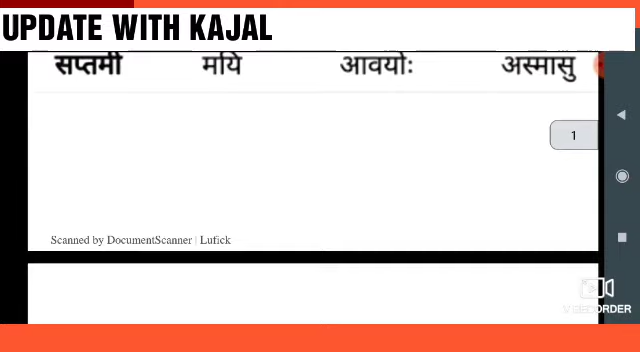 UPDATE WITH KAJAL
सप्तमी मयि आवयोः अस्मासु
1
Scanned by DocumentScanner | Lufick